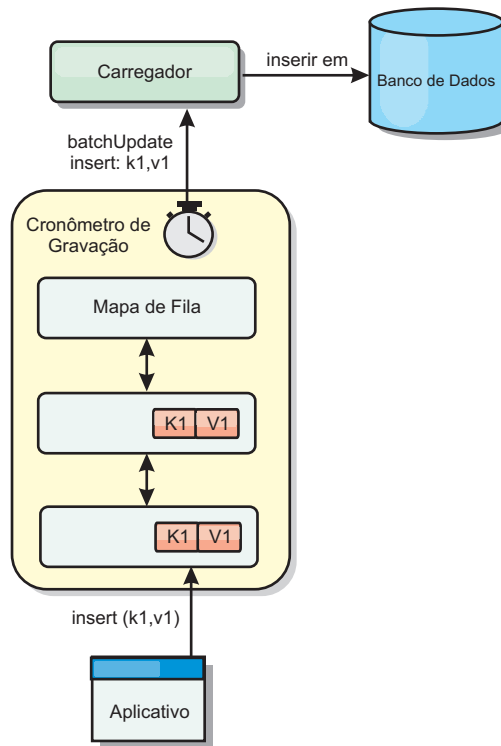 Carregador
inserir em
Banco de Dados
batchUpdate
insert: k1,v1
Cronômetro de
Gravação
Mapa de Fila
K1 V1
K1 V1
insert (k1,v1)
Aplicativo